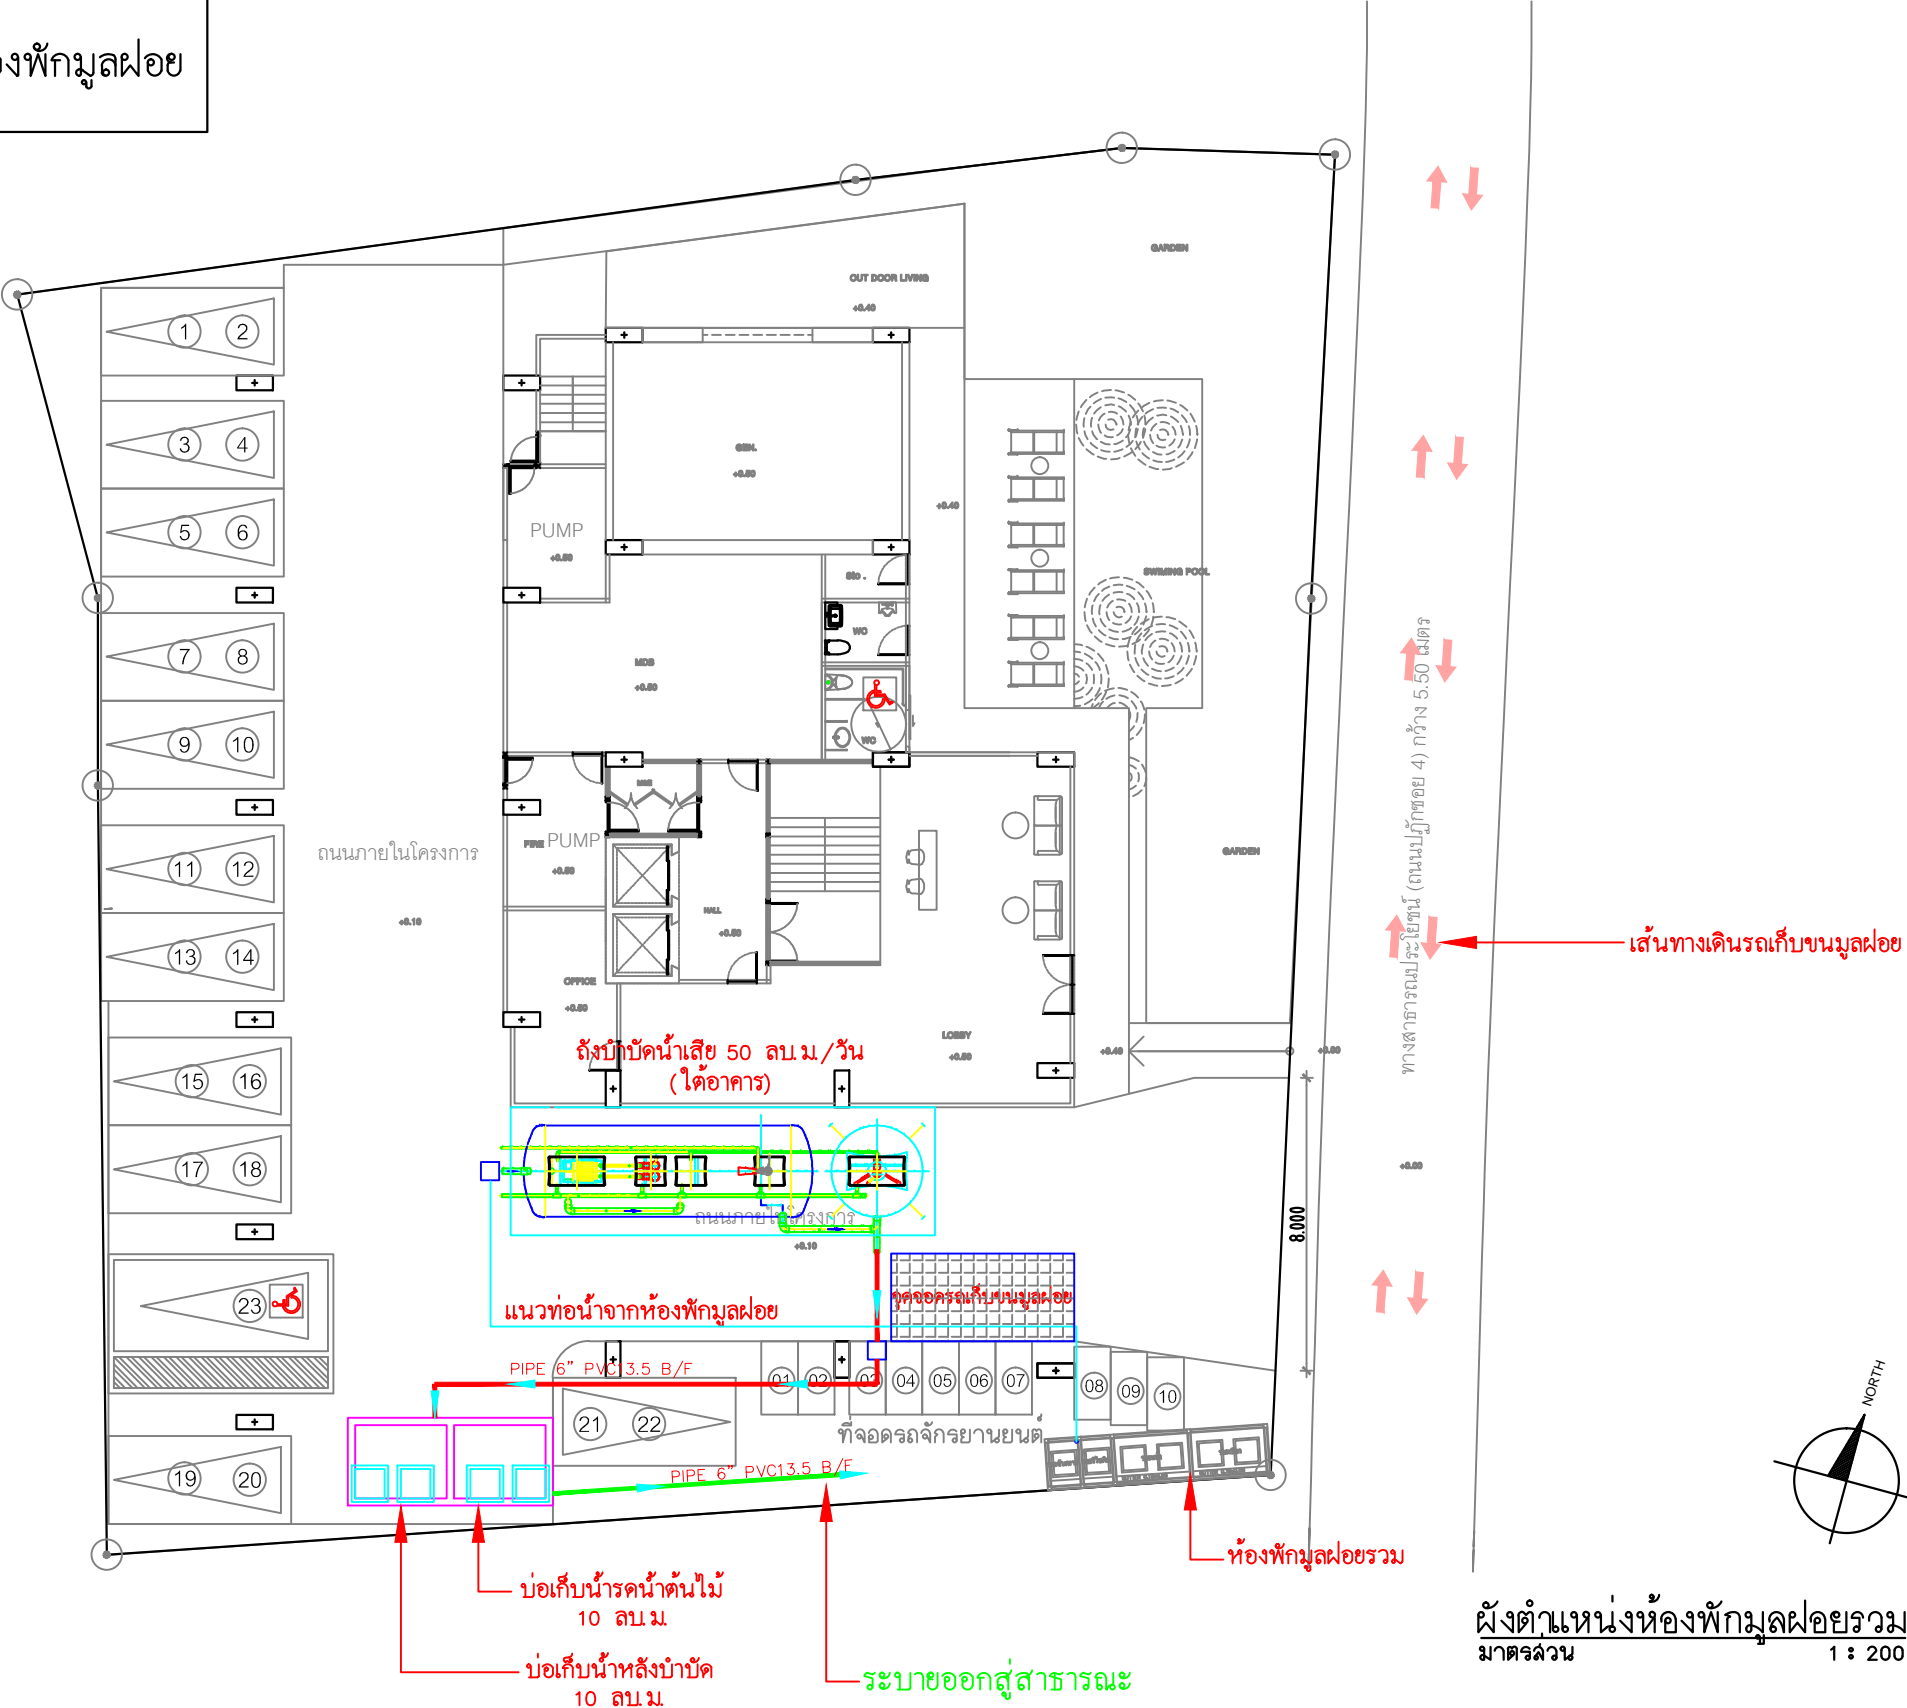 องพักมูลฝอย
GARDEN
OUT DOOR LIVING
+0.40
1 2
3 4
GEN.
+0.50
+0.40
5 6
PUMP
+0.50
Sto .
SWIMING POOL
WC
7 8
MDB
+0.50
ทางสาธารณประโยชน์ (ถนนปฏักซอย 4) กว้าง 5.50 เมตร
9 10
WC
ถนนภายในโครงการ
FIRE PUMP
+0.50
GARDEN
11 12
HALL
+0.50
+0.10
13 14
เส้นทางเดินรถเก็บขนมูลฝอย
OFFICE
+0.50
LOBBY
+0.50
ถังบำบัดน้ำเสีย 50 ลบ.ม./วัน
(ใต้อาคาร)
+0.40
+0.00
15 16
17 18
+0.00
ถนนภายในโครงการ
+0.10
8.000
23
แนวท่อน้ำจากห้องพักมูลฝอย
จุดจอดรถเก็บขนมูลฝอย
PIPE 6" PVC13.5 B/F
01 02 03 04 05 06 07 08 09 10
21 22
ที่จอดรถจักรยานยนต์
NORTH
19 20
PIPE 6" PVC13.5 B/F
ห้องพักมูลฝอยรวม
บ่อเก็บน้ำรดน้ำต้นไม้
10 ลบ.ม.
บ่อเก็บน้ำหลังบำบัด
10 ลบ.ม.
ระบายออกสู่สาธารณะ
ผังตำแหน่งห้องพักมูลฝอยรวม
มาตรส่วน 1 : 200